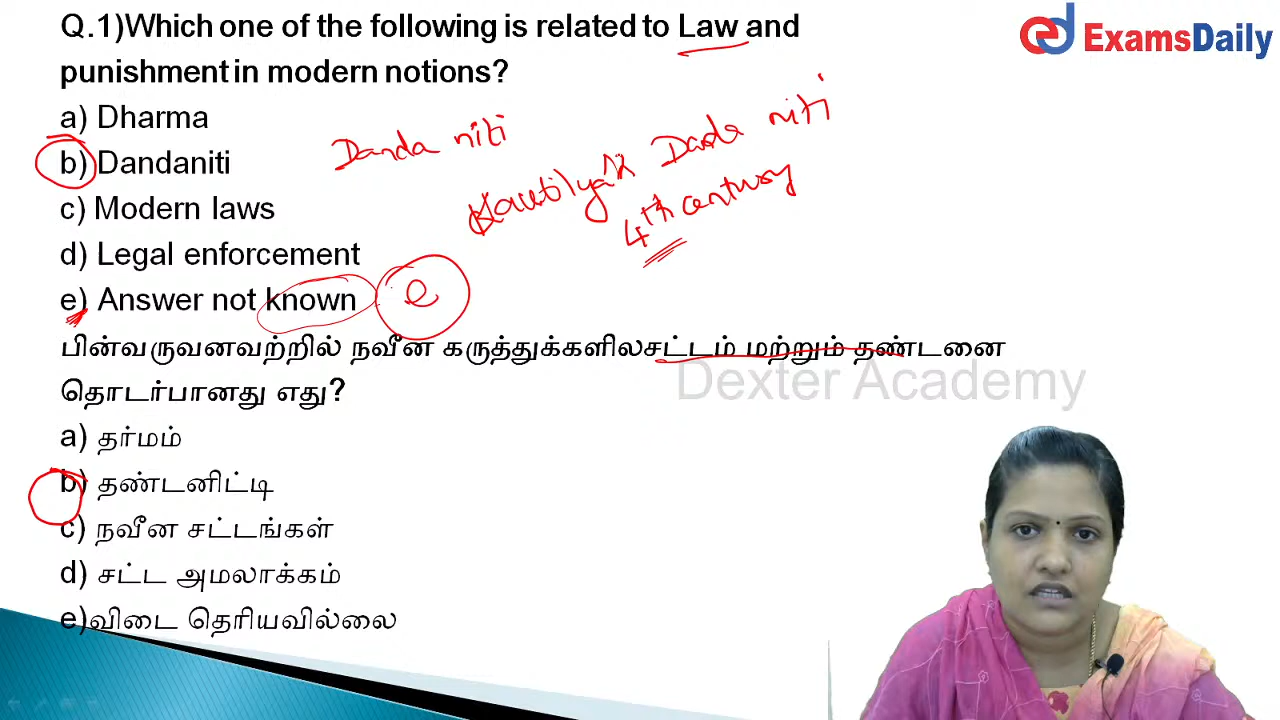 Q.1)Which one of the following is related to Law and
punishment in modern notions?
ExamsDaily
a) Dharma
b) Dandaniti
Danda niti
Kautilya's Danda niti
4th century
c) Modern laws
d) Legal enforcement
e) Answer not known
e
பின்வருவனவற்றில் நவீன கருத்துக்களிலசட்டம் மற்றும் தண்டனை
தொடர்பானது எது?
Dexter Academy
a) தர்மம்
b) தண்டனிட்டி
c) நவீன சட்டங்கள்
d) சட்ட அமலாக்கம்
e)விடை தெரியவில்லை